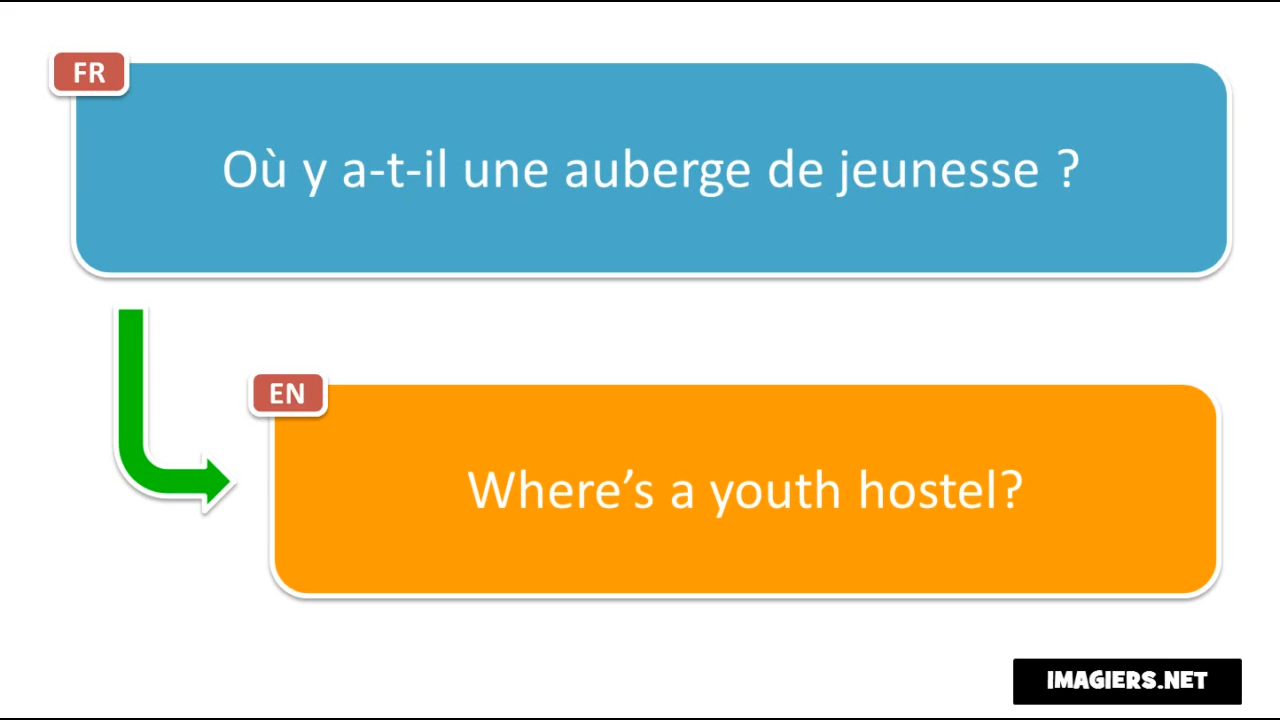 FR
Où y a-t-il une auberge de jeunesse ?
EN
Where’s a youth hostel?
IMAGIERS.NET